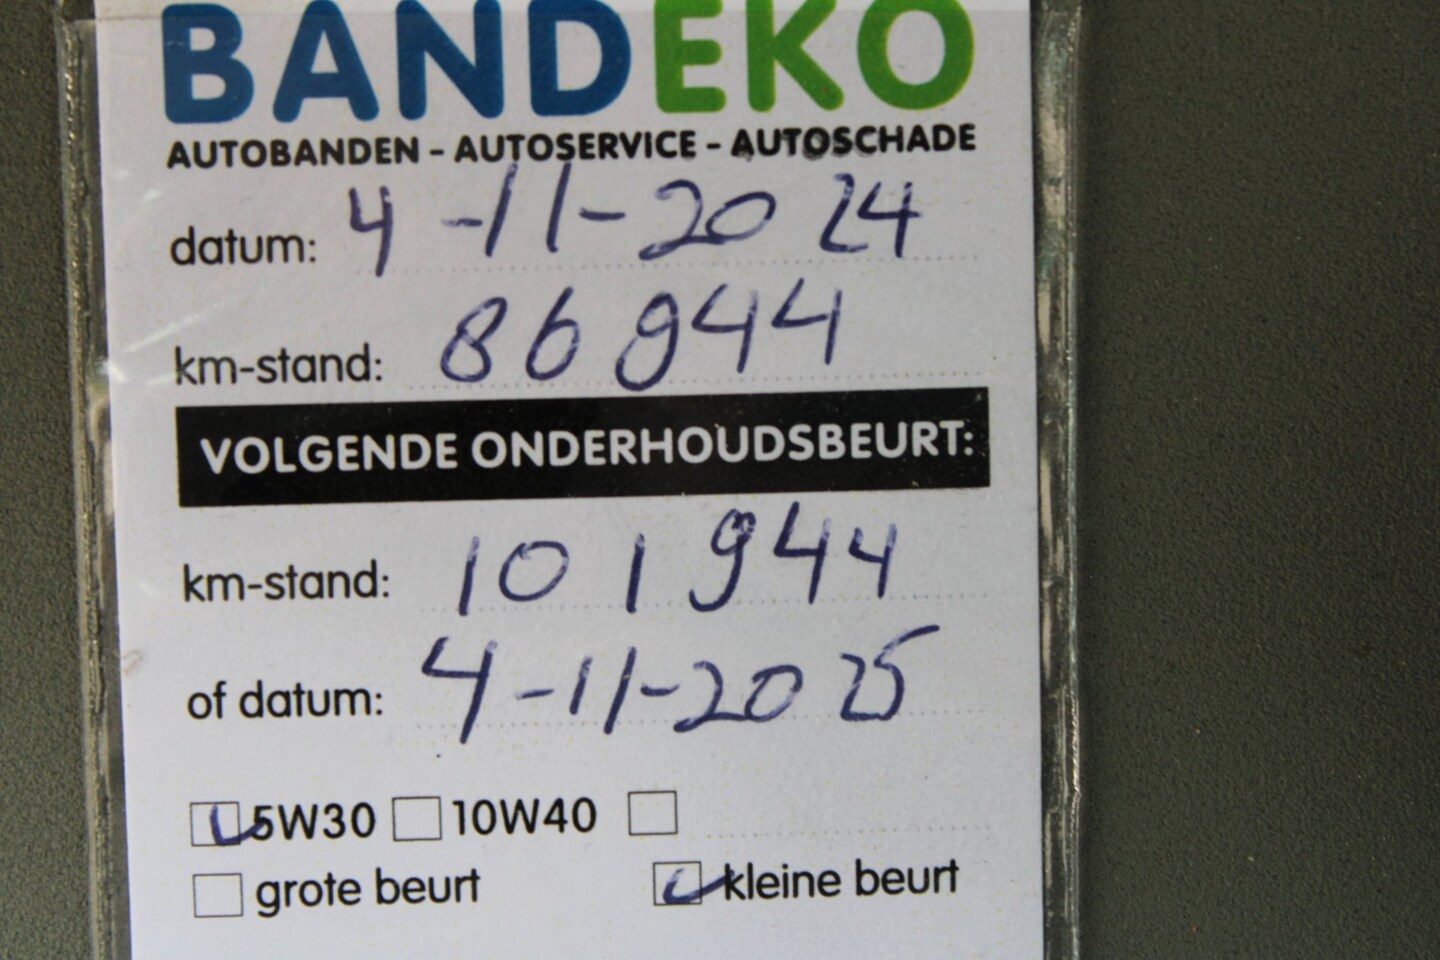 BANDEKO
AUTOBANDEN - AUTOSERVICE - AUTOSCHADE
datum: 4-11-2024
km-stand: 86944
VOLGENDE ONDERHOUDSBEURT:
km-stand: 101944
of datum: 4-11-2025
5W30 10W40
grote beurt kleine beurt